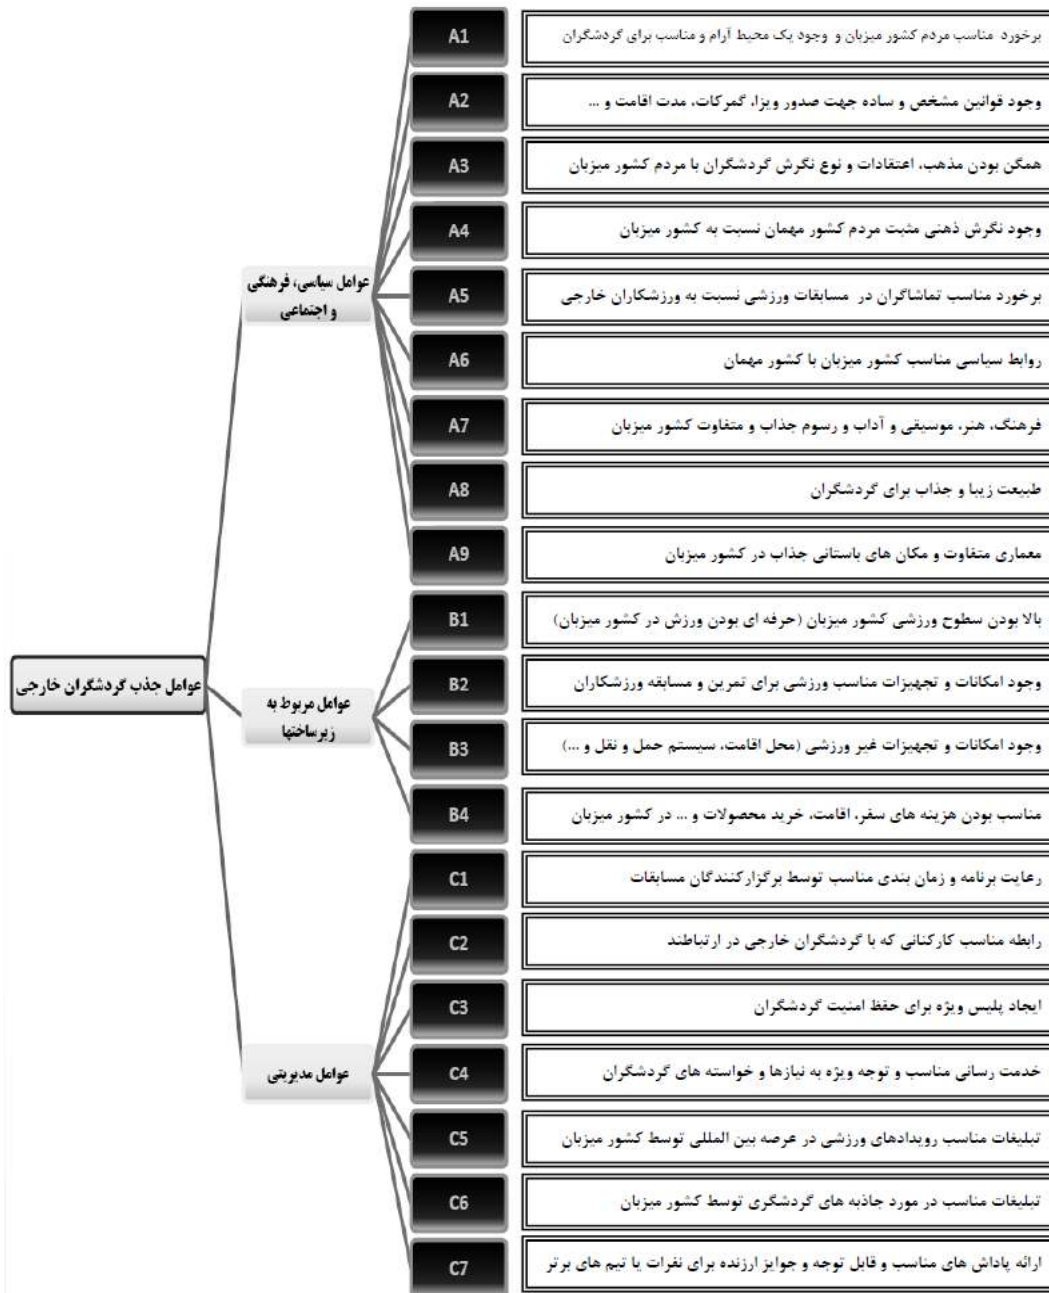 عوامل جذب گردشگران خارجی
عوامل سیاسی، فرهنگی
و اجتماعی
A1
برخورد مناسب مردم کشور میزبان و وجود یک محیط آرام و مناسب برای گردشگران
A2
وجود قوانین مشخص و ساده جهت صدور ویزا، گمرکات، مدت اقامت و ...
A3
همگن بودن مذهب، اعتقادات و نوع نگرش گردشگران با مردم کشور میزبان
A4
وجود نگرش ذهنی مثبت مردم کشور مهمان نسبت به کشور میزبان
A5
برخورد مناسب تماشاگران در مسابقات ورزشی نسبت به ورزشکاران خارجی
A6
روابط سیاسی مناسب کشور میزبان با کشور مهمان
A7
فرهنگ، هنر، موسیقی و آداب و رسوم جذاب و متفاوت کشور میزبان
A8
طبیعت زیبا و جذاب برای گردشگران
A9
معماری متفاوت و مکان های باستانی جذاب در کشور میزبان
عوامل مربوط به
زیرساختها
B1
بالا بودن سطوح ورزشی کشور میزبان (حرفه ای بودن ورزش در کشور میزبان)
B2
وجود امکانات و تجهیزات مناسب ورزشی برای تمرین و مسابقه ورزشکاران
B3
وجود امکانات و تجهیزات غیر ورزشی (محل اقامت، سیستم حمل و نقل و ...)
B4
مناسب بودن هزینه های سفر، اقامت، خرید محصولات و ... در کشور میزبان
عوامل مدیریتی
C1
رعایت برنامه و زمان بندی مناسب توسط برگزارکنندگان مسابقات
C2
رابطه مناسب کارکنانی که با گردشگران خارجی در ارتباطند
C3
ایجاد پلیس ویژه برای حفظ امنیت گردشگران
C4
خدمت رسانی مناسب و توجه ویژه به نیازها و خواسته های گردشگران
C5
تبلیغات مناسب رویدادهای ورزشی در عرصه بین المللی توسط کشور میزبان
C6
تبلیغات مناسب در مورد جاذبه های گردشگری توسط کشور میزبان
C7
ارائه پاداش های مناسب و قابل توجه و جوایز ارزنده برای نفرات یا تیم های برتر